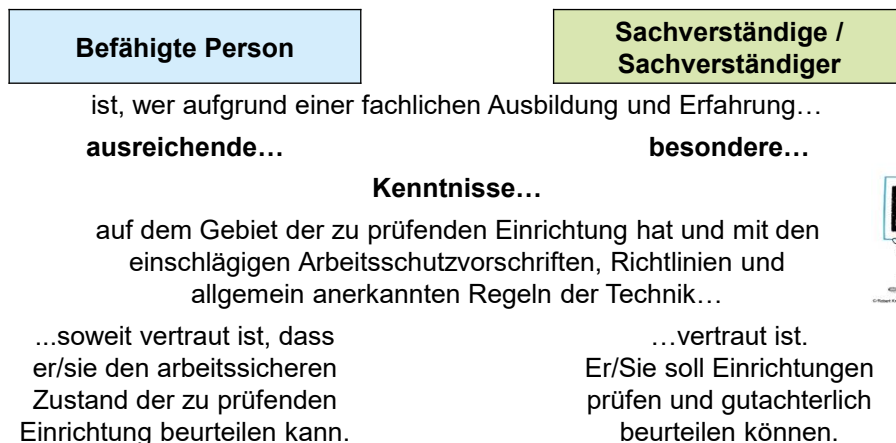 Befähigte Person
Sachverständige /
Sachverständiger
ist, wer aufgrund einer fachlichen Ausbildung und Erfahrung…
ausreichende…
besondere…
Kenntnisse…
auf dem Gebiet der zu prüfenden Einrichtung hat und mit den
einschlägigen Arbeitsschutzvorschriften, Richtlinien und
allgemein anerkannten Regeln der Technik…
...soweit vertraut ist, dass
er/sie den arbeitssicheren
Zustand der zu prüfenden
Einrichtung beurteilen kann.
…vertraut ist.
Er/Sie soll Einrichtungen
prüfen und gutachterlich
beurteilen können.